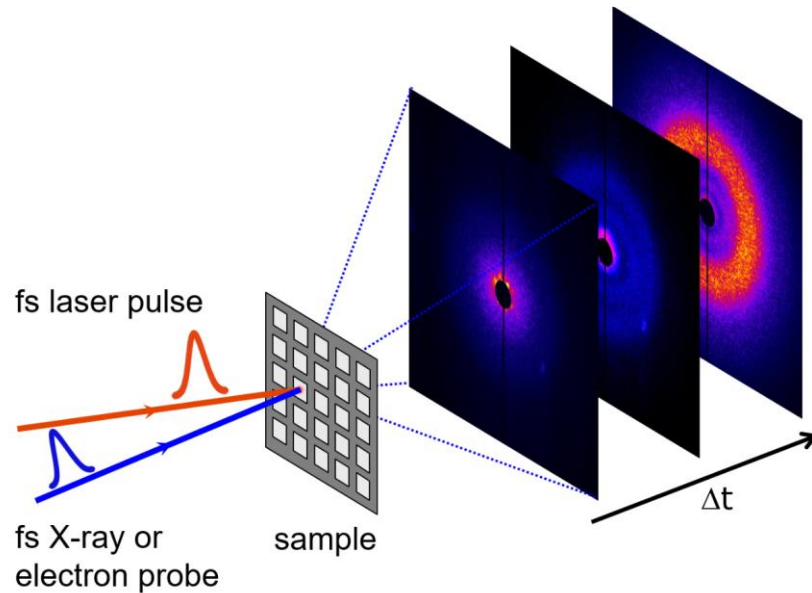 fs laser pulse
fs X-ray or
electron probe
sample
Δt